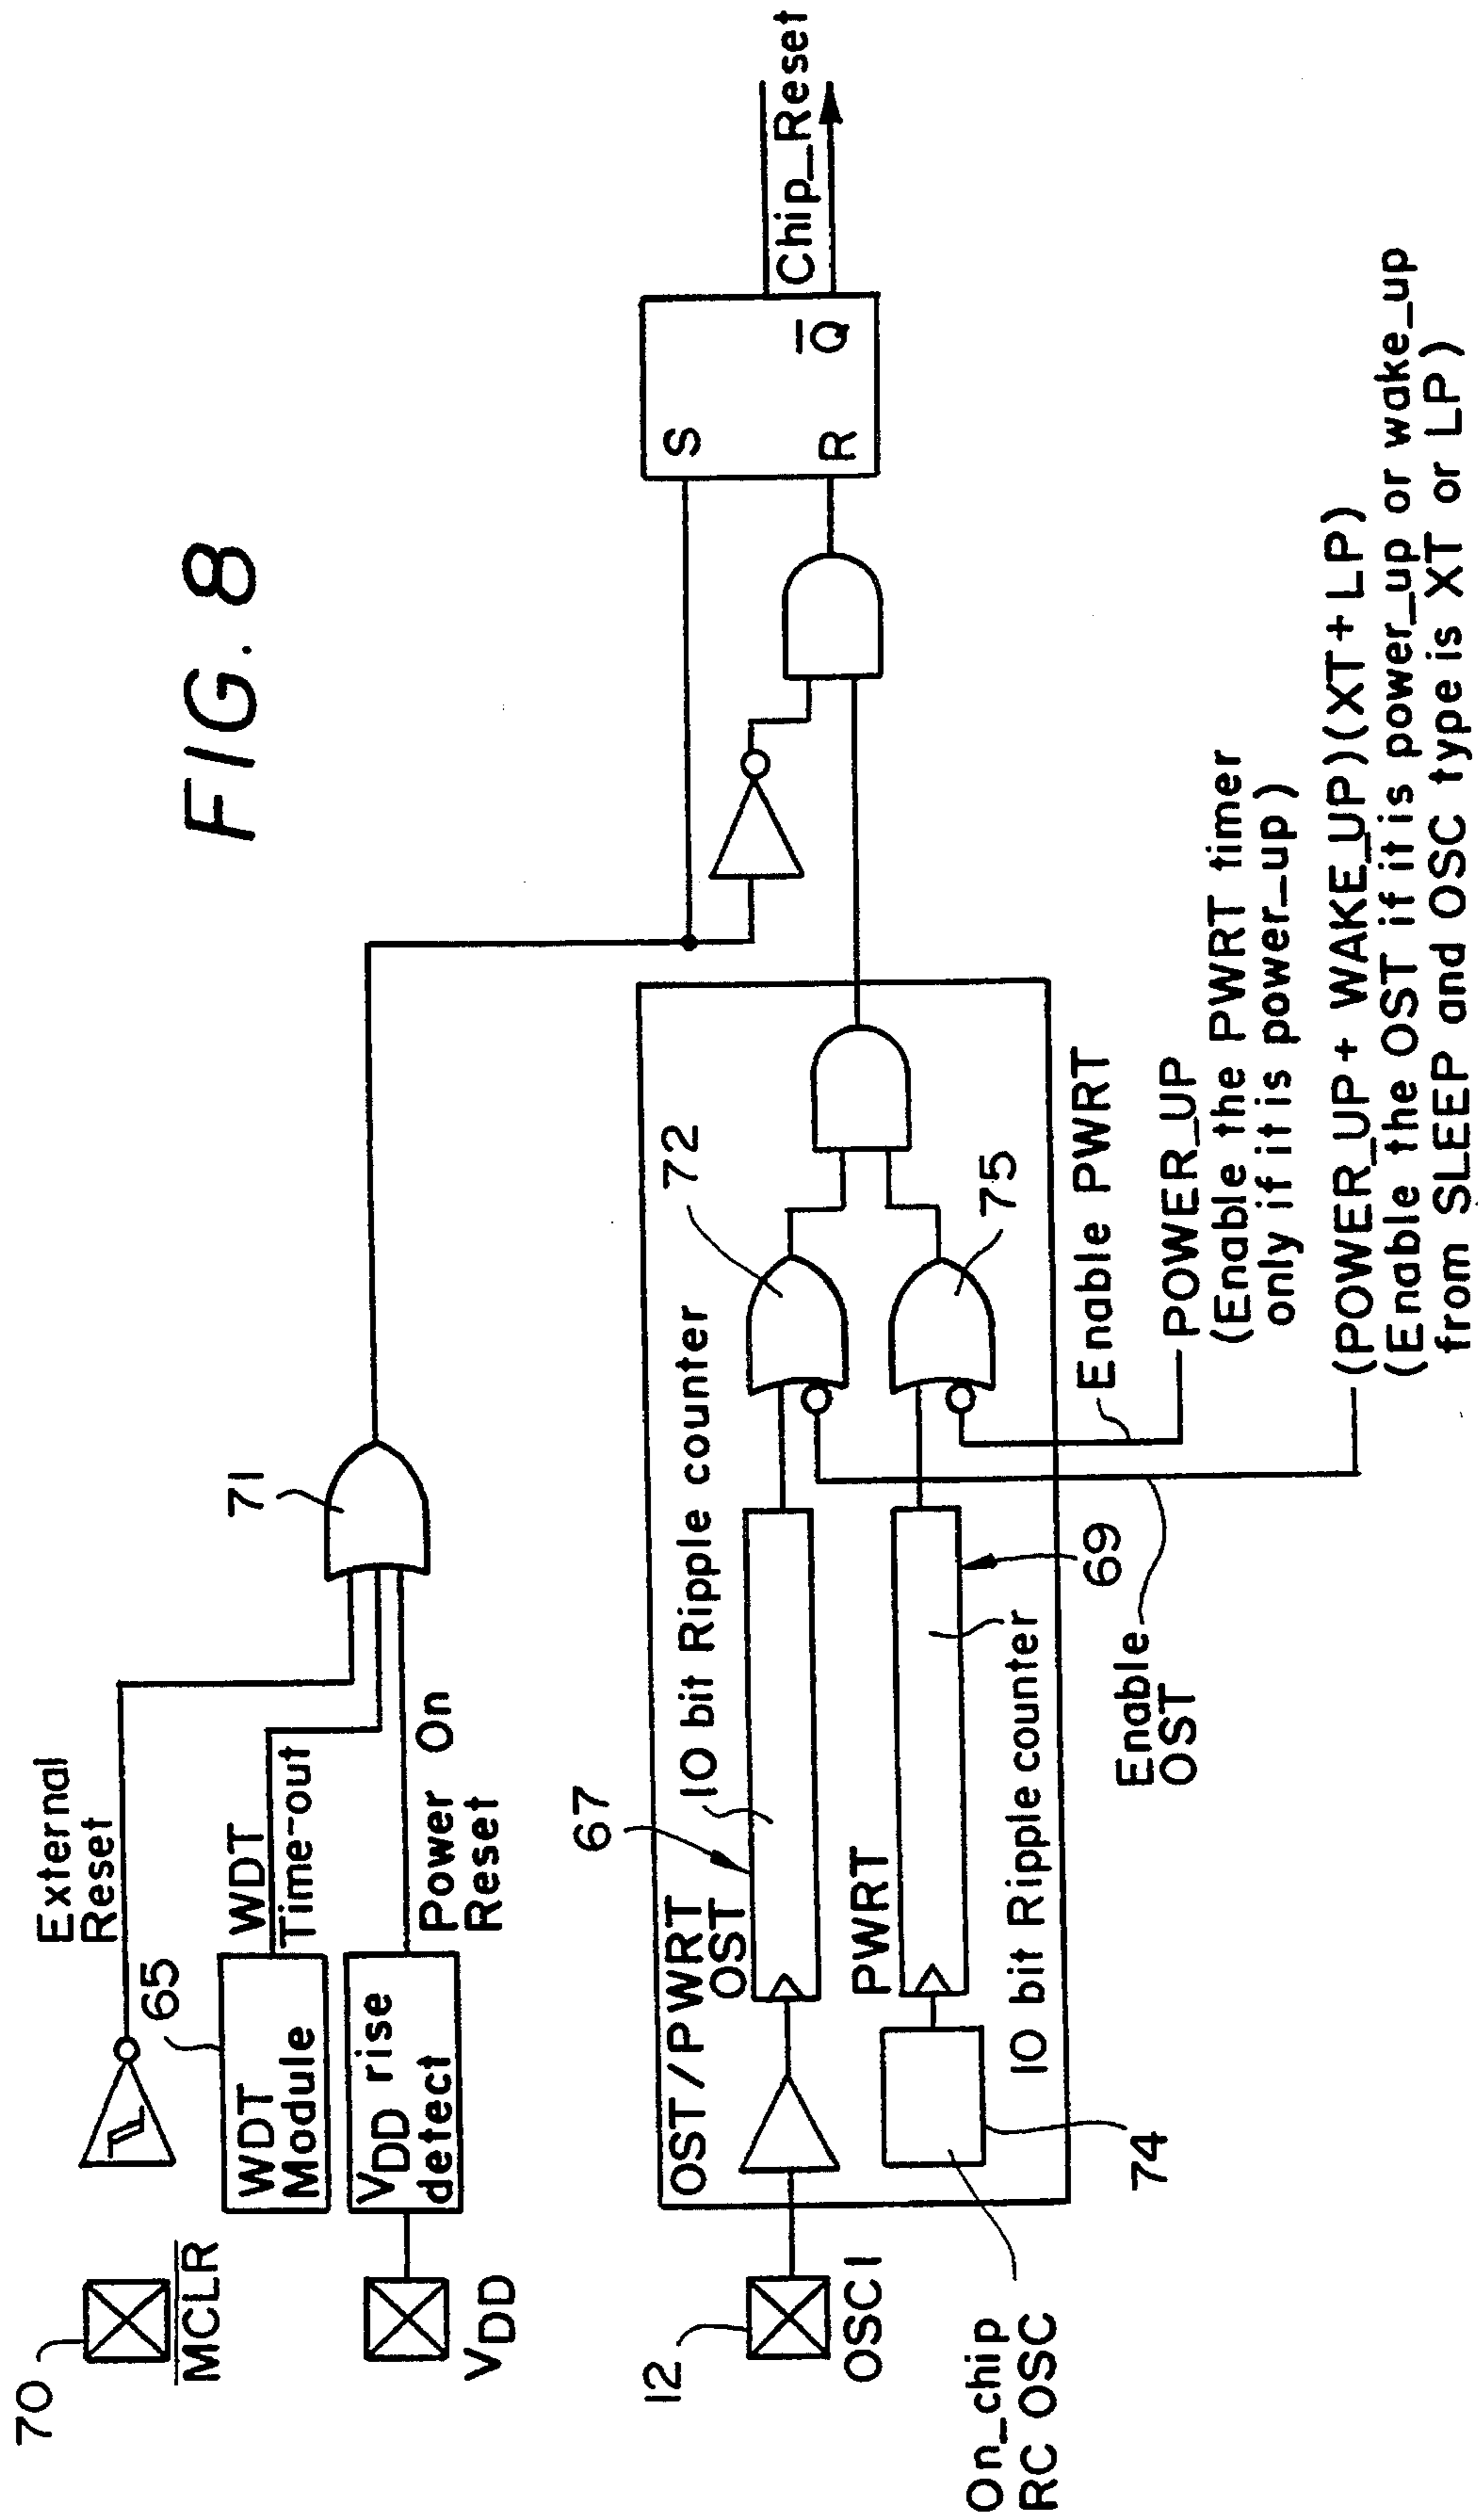 FIG. 8
70
MCLR
External
Reset
65
WDT
Module
WDT
Time-out
71
VDD rise
detect
VDD
Power On
Reset
S
R
Q
Chip_Reset
12
OSC1
OST/PWRT
OST
67
10 bit Ripple counter
72
PWRT
69
10 bit Ripple counter
75
On_chip
RC OSC
74
Enable
OST
Enable PWRT
POWER_UP
(Enable the PWRT timer
only if it is power_up)
(POWER_UP + WAKE_UP)(XT+LP)
(Enable the OST if it is power_up or wake_up
from SLEEP and OSC type is XT or LP)